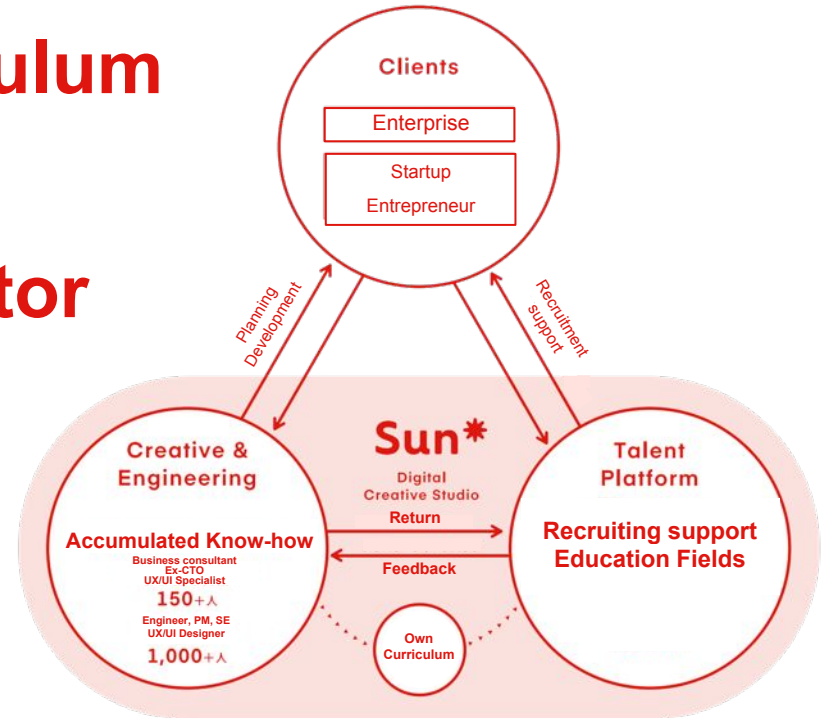 ulum
tor
Clients
Enterprise
Startup
Entrepreneur
Planning
Development
Recruitment
support
Sun*
Digital
Creative Studio
Creative &
Engineering
Accumulated Know-how
Business consultant
Ex-CTO
UX/UI Specialist
150+人
Engineer, PM, SE
UX/UI Designer
1,000+人
Return
Feedback
Own
Curriculum
Talent
Platform
Recruiting support
Education Fields